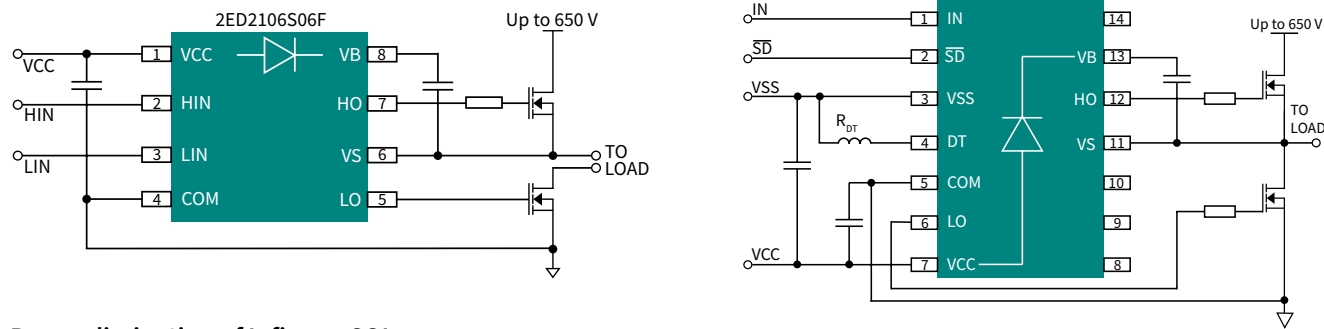 2ED2106S06F
Up to 650 V
VCC
1
VCC
VB
8
HIN
2
HIN
HO
7
LIN
3
LIN
VS
6
TO
LOAD
4
COM
LO
5
IN
1
IN
14
Up to 650 V
SD
2
SD
VB
13
VSS
3
VSS
HO
12
TO
LOAD
RDT
4
DT
VS
11
5
COM
10
6
LO
9
VCC
7
VCC
8